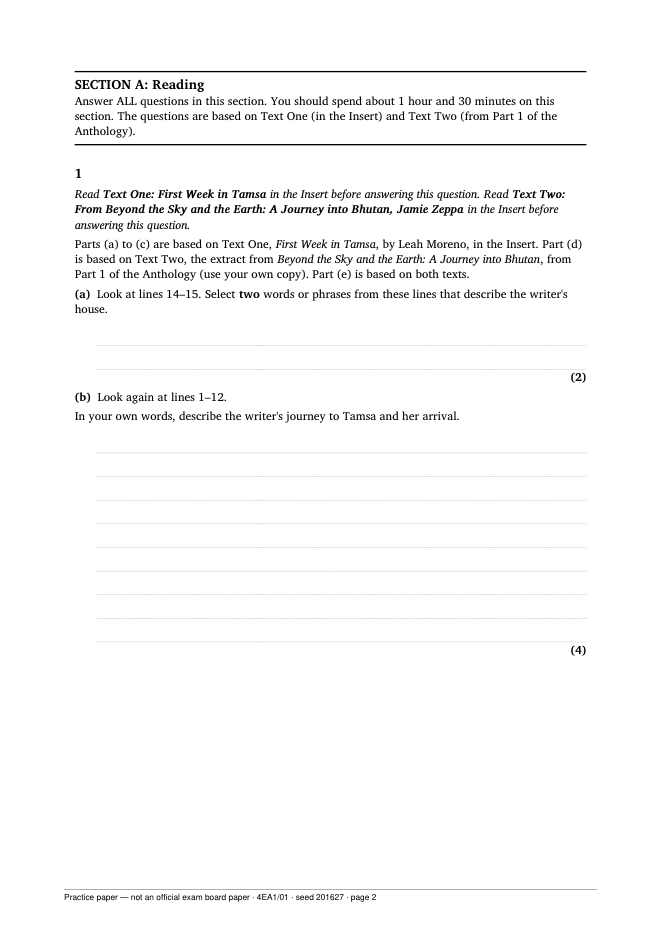 SECTION A: Reading
Answer ALL questions in this section. You should spend about 1 hour and 30 minutes on this
section. The questions are based on Text One (in the Insert) and Text Two (from Part 1 of the
Anthology).
1
Read Text One: First Week in Tamsa in the Insert before answering this question. Read Text Two:
From Beyond the Sky and the Earth: A Journey into Bhutan, Jamie Zeppa in the Insert before
answering this question.
Parts (a) to (c) are based on Text One, First Week in Tamsa, by Leah Moreno, in the Insert. Part (d)
is based on Text Two, the extract from Beyond the Sky and the Earth: A Journey into Bhutan, from
Part 1 of the Anthology (use your own copy). Part (e) is based on both texts.
(a) Look at lines 14–15. Select two words or phrases from these lines that describe the writer's
house.
(2)
(b) Look again at lines 1–12.
In your own words, describe the writer's journey to Tamsa and her arrival.
(4)
Practice paper — not an official exam board paper · 4EA1/01 · seed 201627 · page 2